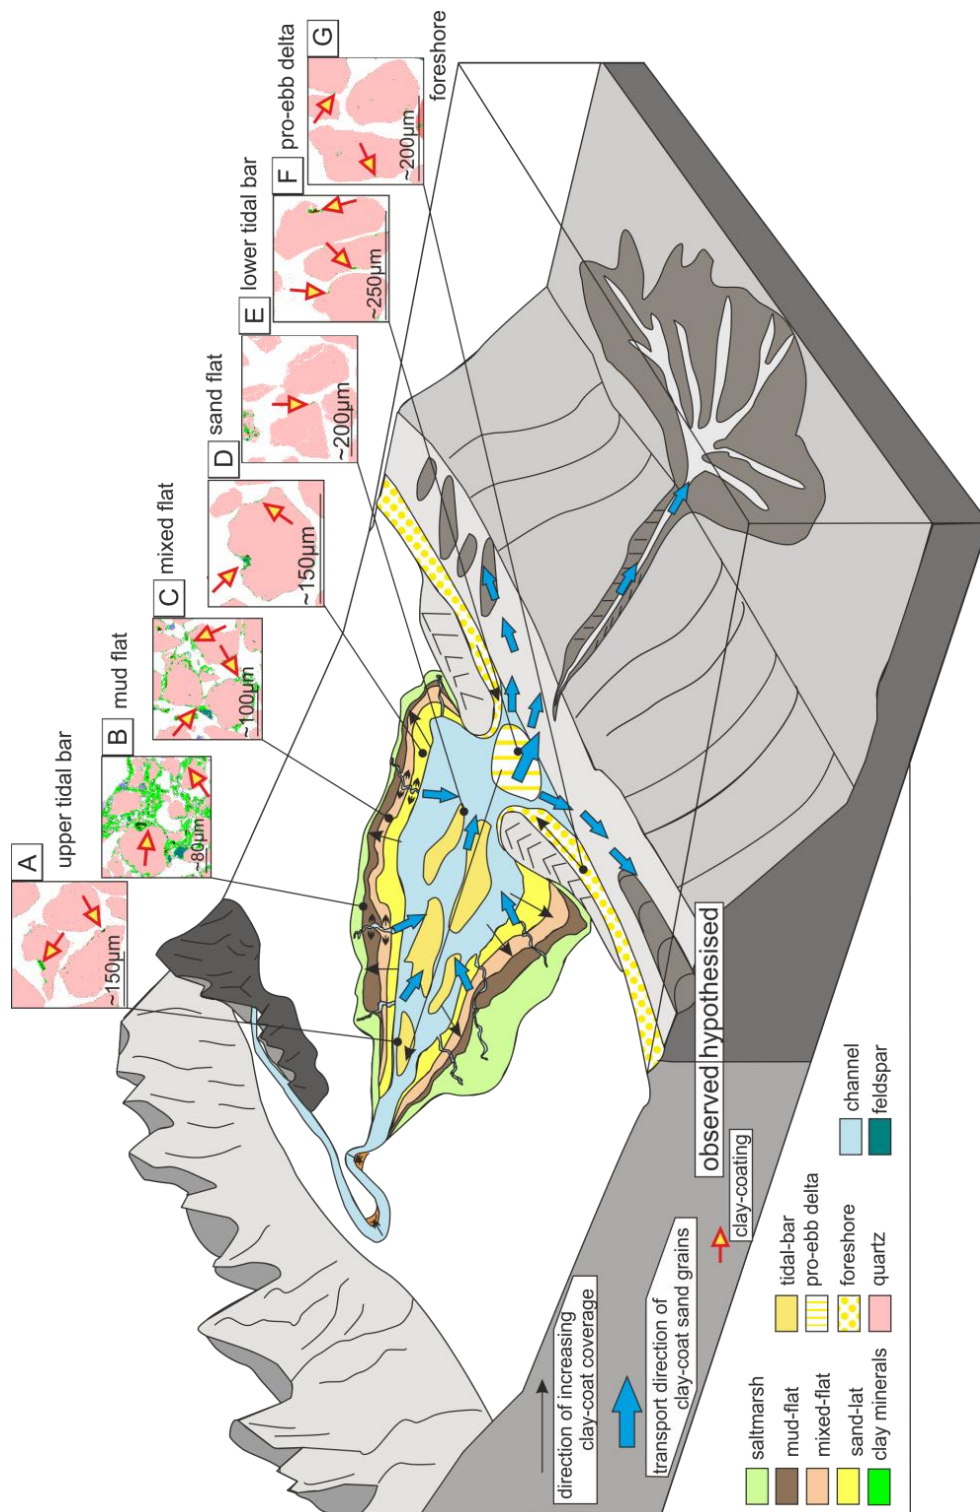 A
upper tidal bar
~150µm
B
mud flat
~80µm
C
mixed flat
~100µm
D
sand flat
~150µm
E
lower tidal bar
~200µm
F
pro-ebb delta
~250µm
G
foreshore
~200µm
observed
hypothesised
direction of increasing
clay-coat coverage
transport direction of
clay-coat sand grains
clay-coating
saltmarsh
mud-flat
mixed-flat
sand-lat
clay minerals
tidal-bar
pro-ebb delta
foreshore
quartz
channel
feldspar